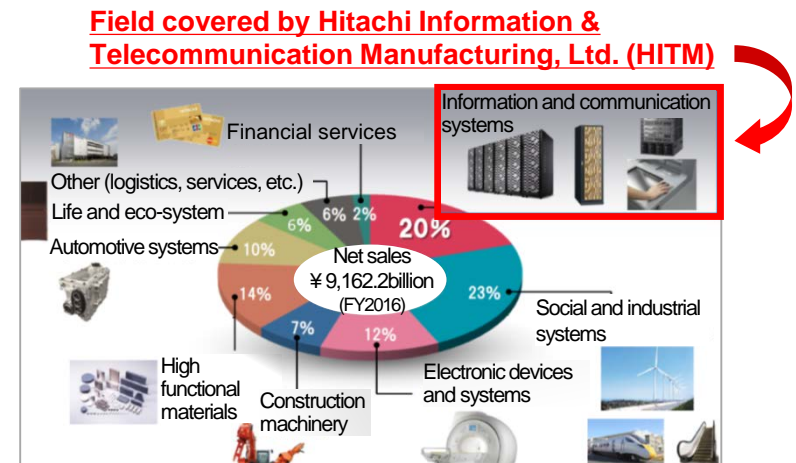 Field covered by Hitachi Information &
Telecommunication Manufacturing, Ltd. (HITM)
Information and communication
systems
Financial services
Other (logistics, services, etc.)
Life and eco-system
Automotive systems
6%
2%
20%
6%
10%
Net sales
¥ 9,162.2billion
(FY2016)
14%
23%
Social and industrial
systems
7%
12%
High
functional
materials
Construction
machinery
Electronic devices
and systems